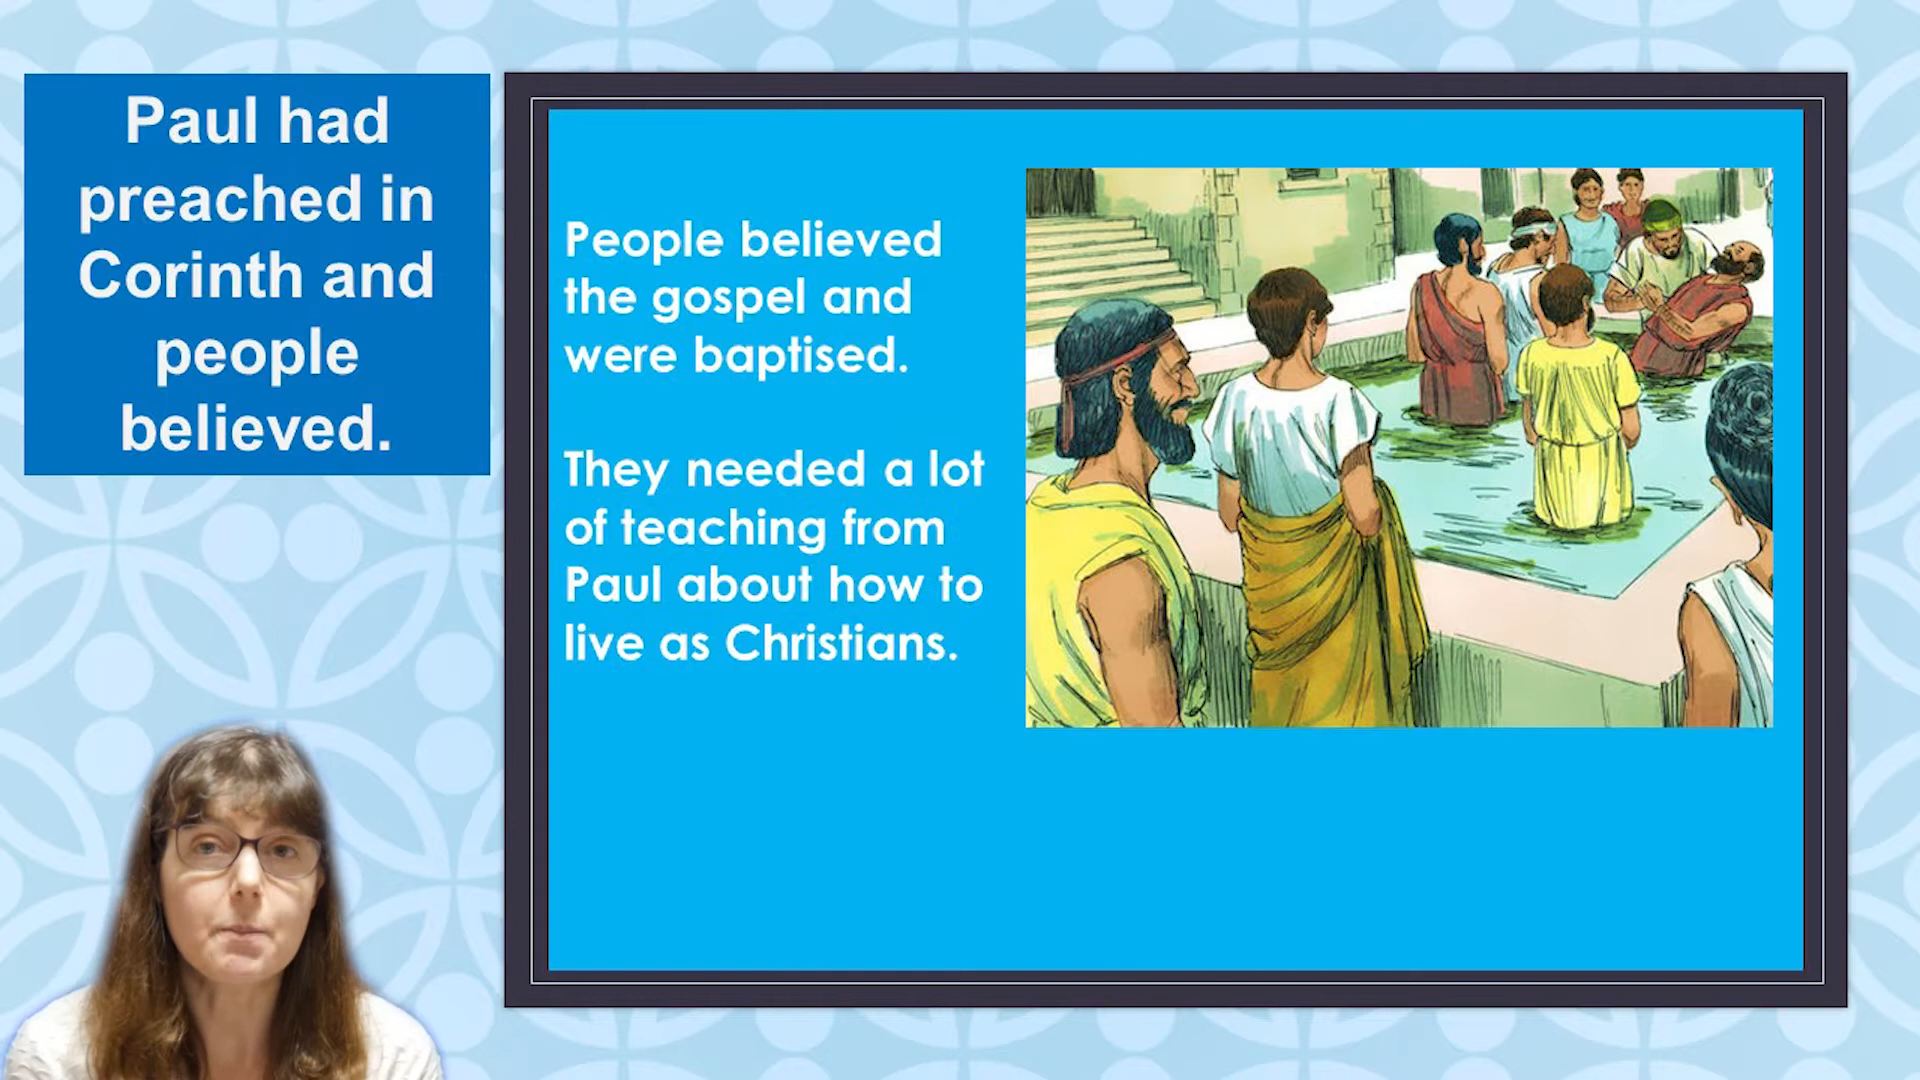 Paul had
preached in
Corinth and
people
believed.
People believed
the gospel and
were baptised.
They needed a lot
of teaching from
Paul about how to
live as Christians.